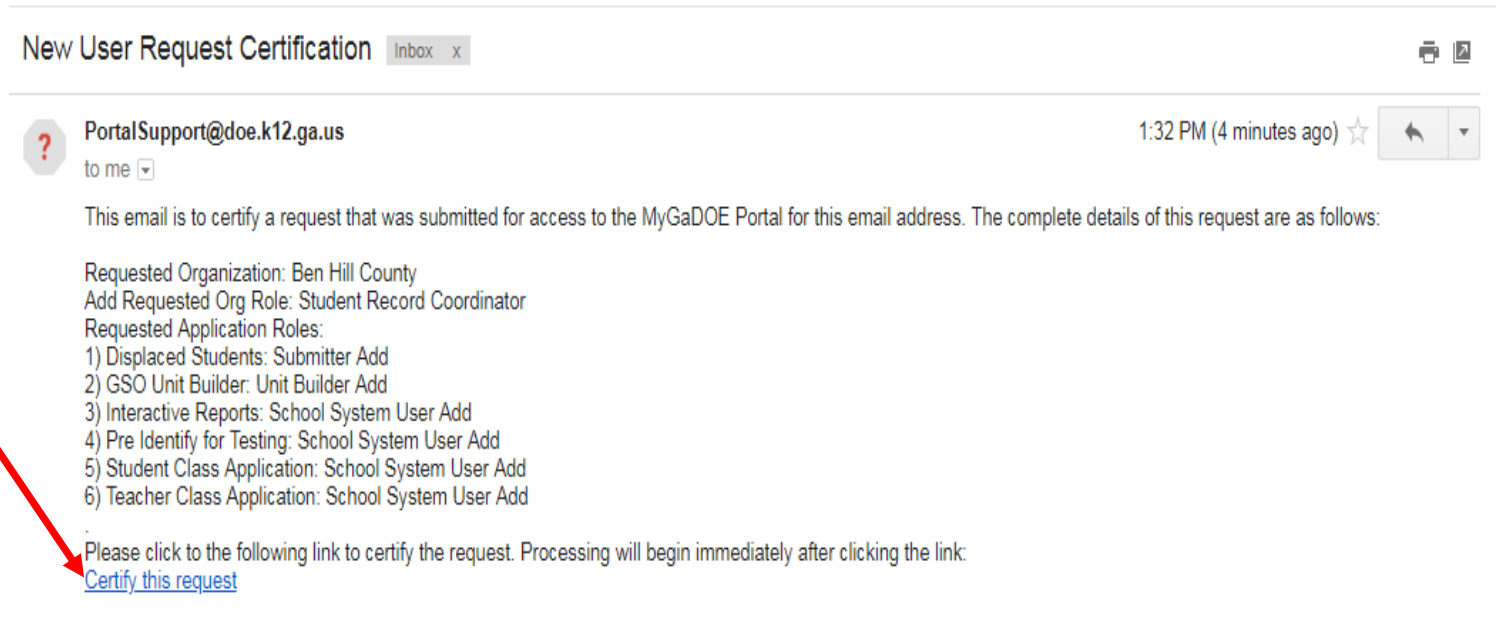 New User Request Certification Inbox x
? PortalSupport@doe.k12.ga.us 1:32 PM (4 minutes ago)
to me
This email is to certify a request that was submitted for access to the MyGaDOE Portal for this email address. The complete details of this request are as follows:
Requested Organization: Ben Hill County
Add Requested Org Role: Student Record Coordinator
Requested Application Roles:
1) Displaced Students: Submitter Add
2) GSO Unit Builder: Unit Builder Add
3) Interactive Reports: School System User Add
4) Pre Identify for Testing: School System User Add
5) Student Class Application: School System User Add
6) Teacher Class Application: School System User Add
.
Please click to the following link to certify the request. Processing will begin immediately after clicking the link:
Certify this request